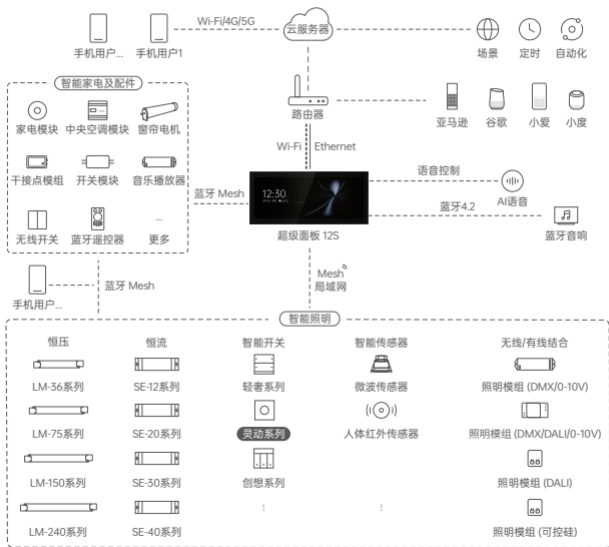 Wi-Fi/4G/5G
云服务器
手机用户...
手机用户1
场景
定时
自动化
智能家电及配件
家电模块
中央空调模块
窗帘电机
干接点模组
开关模块
音乐播放器
无线开关
蓝牙遥控器
更多
路由器
亚马逊
谷歌
小爱
小度
Wi-Fi
Ethernet
蓝牙 Mesh
12:30
超级面板 12S
语音控制
AI语音
蓝牙4.2
蓝牙音响
手机用户...
蓝牙 Mesh
Mesh
局域网
智能照明
恒压
恒流
智能开关
智能传感器
无线/有线结合
LM-36系列
SE-12系列
轻奢系列
微波传感器
照明模组 (DMX/0-10V)
LM-75系列
SE-20系列
灵动系列
人体红外传感器
照明模组 (DMX/DALI/0-10V)
LM-150系列
SE-30系列
创想系列
照明模组 (DALI)
LM-240系列
SE-40系列
照明模组 (可控硅)